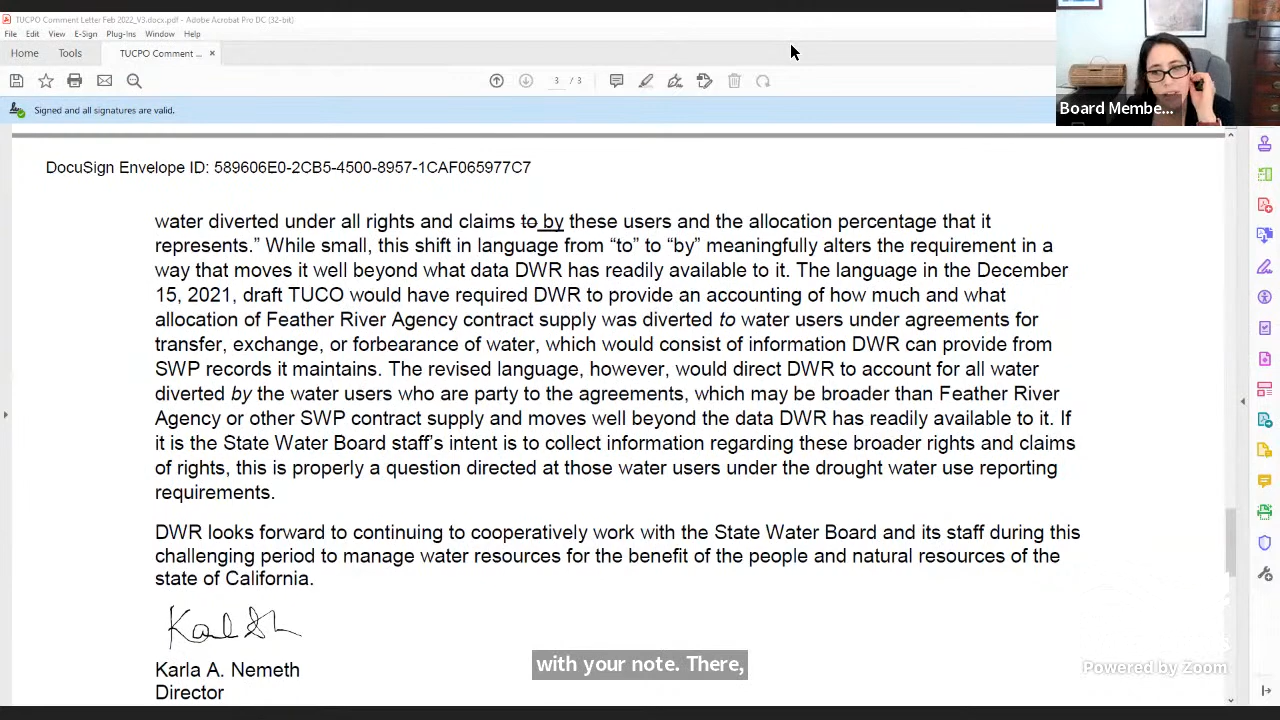 TUCPO Comment Letter Feb 2022_V3.docx.pdf - Adobe Acrobat Pro DC (32-bit)
File Edit View E-Sign Plug-Ins Window Help
Home Tools TUCPO Comment ... ×
3 / 3
Signed and all signatures are valid.
Board Membe...
DocuSign Envelope ID: 589606E0-2CB5-4500-8957-1CAF065977C7
water diverted under all rights and claims to by these users and the allocation percentage that it
represents.” While small, this shift in language from “to” to “by” meaningfully alters the requirement in a
way that moves it well beyond what data DWR has readily available to it. The language in the December
15, 2021, draft TUCO would have required DWR to provide an accounting of how much and what
allocation of Feather River Agency contract supply was diverted to water users under agreements for
transfer, exchange, or forbearance of water, which would consist of information DWR can provide from
SWP records it maintains. The revised language, however, would direct DWR to account for all water
diverted by the water users who are party to the agreements, which may be broader than Feather River
Agency or other SWP contract supply and moves well beyond the data DWR has readily available to it. If
it is the State Water Board staff’s intent is to collect information regarding these broader rights and claims
of rights, this is properly a question directed at those water users under the drought water use reporting
requirements.
DWR looks forward to continuing to cooperatively work with the State Water Board and its staff during this
challenging period to manage water resources for the benefit of the people and natural resources of the
state of California.
Karla A. Nemeth
Director
with your note. There,
Powered by Zoom